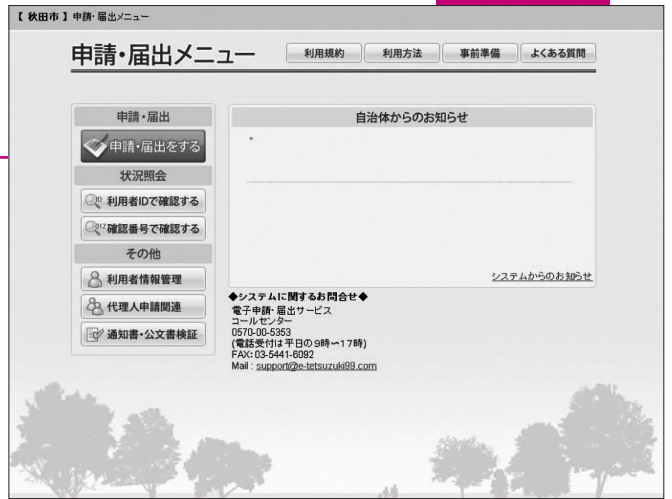 【 秋田市 】 申請・届出メニュー
申請・届出メニュー
利用規約
利用方法
事前準備
よくある質問
申請・届出
申請・届出をする
状況照会
利用者IDで確認する
確認番号で確認する
その他
利用者情報管理
代理人申請関連
通知書・公文書検証
自治体からのお知らせ
システムからのお知らせ
◆システムに関するお問合せ◆
電子申請・届出サービス
コールセンター
0570-00-5353
(電話受付は平日の9時〜17時)
FAX: 03-5441-6092
Mail : support@e-tetsuzuki99.com